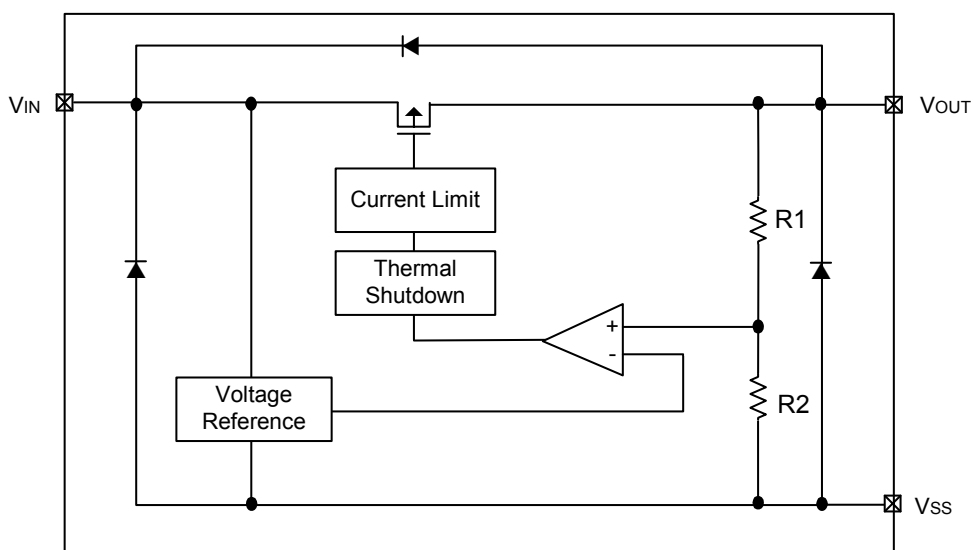 VIN
VOUT
Current Limit
R1
Thermal
Shutdown
+
-
Voltage
Reference
R2
VSS